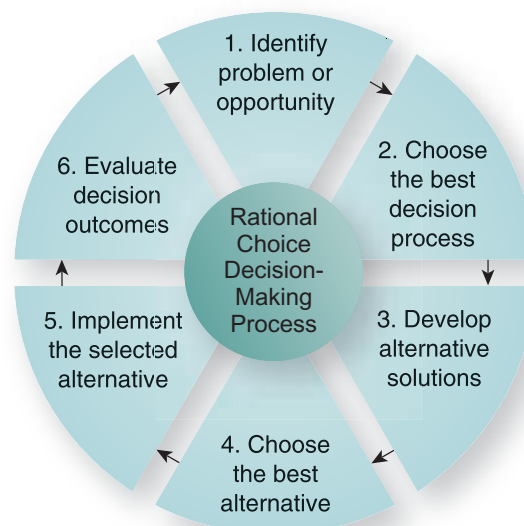 1. Identify
problem or
opportunity
2. Choose
the best
decision
process
3. Develop
alternative
solutions
4. Choose
the best
alternative
5. Implement
the selected
alternative
6. Evaluate
decision
outcomes
Rational
Choice
Decision-
Making
Process